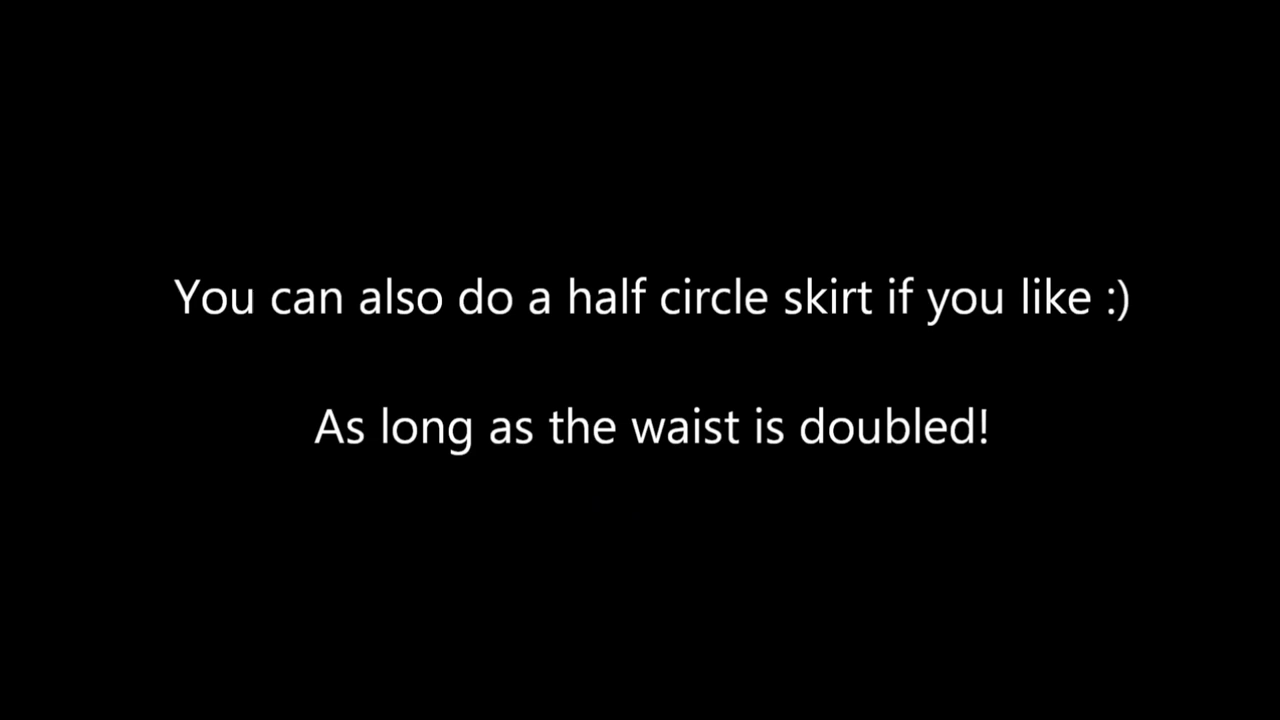 You can also do a half circle skirt if you like :)
As long as the waist is doubled!